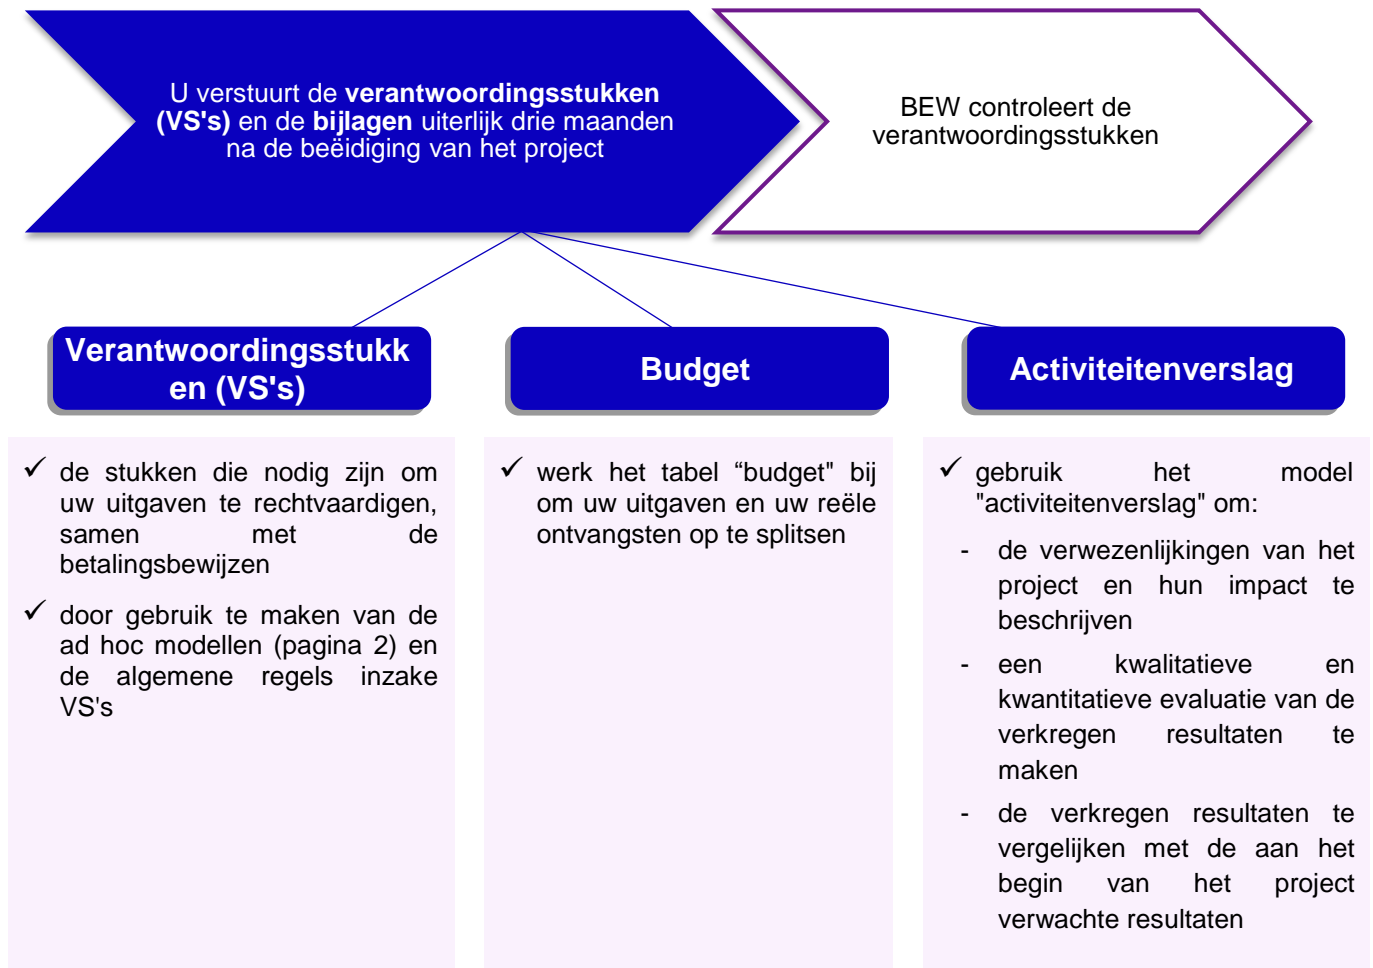 U verstuurt de verantwoordingsstukken
(VS's) en de bijlagen uiterlijk drie maanden
na de beëidiging van het project
BEW controleert de
verantwoordingsstukken
Verantwoordingsstukk
en (VS's)
Budget
Activiteitenverslag
✓ de stukken die nodig zijn om
uw uitgaven te rechtvaardigen,
samen met de
betalingsbewijzen
✓ door gebruik te maken van de
ad hoc modellen (pagina 2) en
de algemene regels inzake
VS's
✓ werk het tabel “budget" bij
om uw uitgaven en uw reële
ontvangsten op te splitsen
✓ gebruik het model
"activiteitenverslag" om:
- de verwezenlijkingen van het
project en hun impact te
beschrijven
- een kwalitatieve en
kwantitatieve evaluatie van de
verkregen resultaten te
maken
- de verkregen resultaten te
vergelijken met de aan het
begin van het project
verwachte resultaten